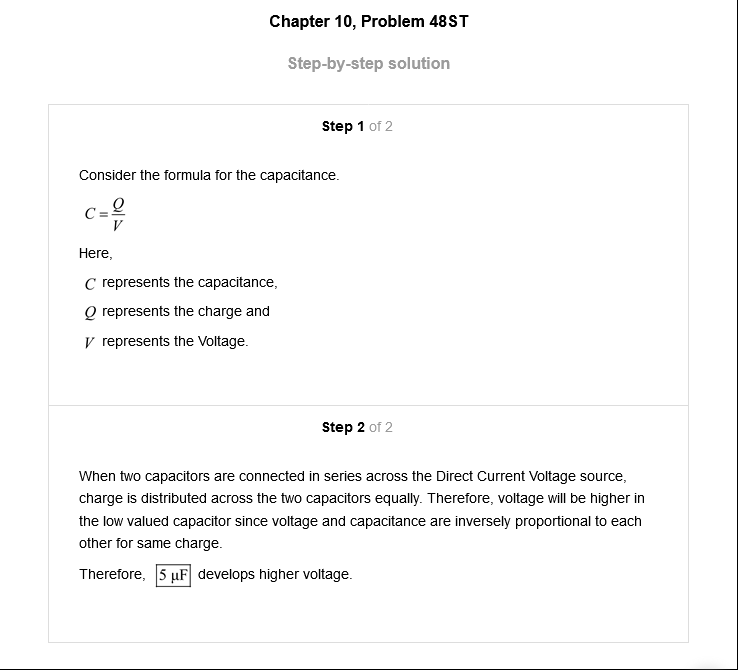 Chapter 10, Problem 48ST
Step-by-step solution
Step 1 of 2
Consider the formula for the capacitance.
C = Q/V
Here,
C represents the capacitance,
Q represents the charge and
V represents the Voltage.
Step 2 of 2
When two capacitors are connected in series across the Direct Current Voltage source,
charge is distributed across the two capacitors equally. Therefore, voltage will be higher in
the low valued capacitor since voltage and capacitance are inversely proportional to each
other for same charge.
Therefore, 5 μF develops higher voltage.